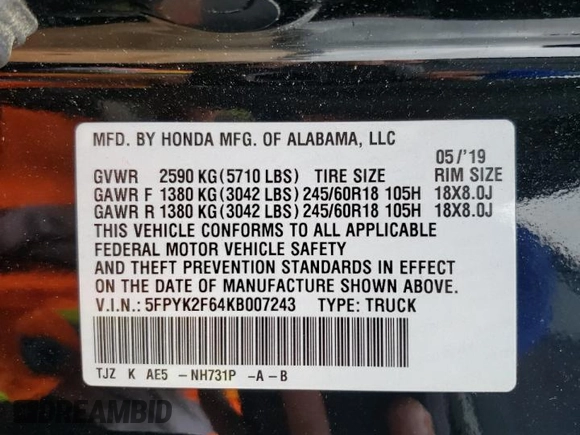 MFD. BY HONDA MFG. OF ALABAMA, LLC
05/'19
GVWR 2590 KG(5710 LBS) TIRE SIZE RIM SIZE
GAWR F 1380 KG(3042 LBS) 245/60R18 105H 18X8.0J
GAWR R 1380 KG(3042 LBS) 245/60R18 105H 18X8.0J
THIS VEHICLE CONFORMS TO ALL APPLICABLE
FEDERAL MOTOR VEHICLE SAFETY
AND THEFT PREVENTION STANDARDS IN EFFECT
ON THE DATE OF MANUFACTURE SHOWN ABOVE.
V.I.N.: 5FPYK2F64KB007243 TYPE: TRUCK
TJZ K AE5 -NH731P -A-B
DREAMBID